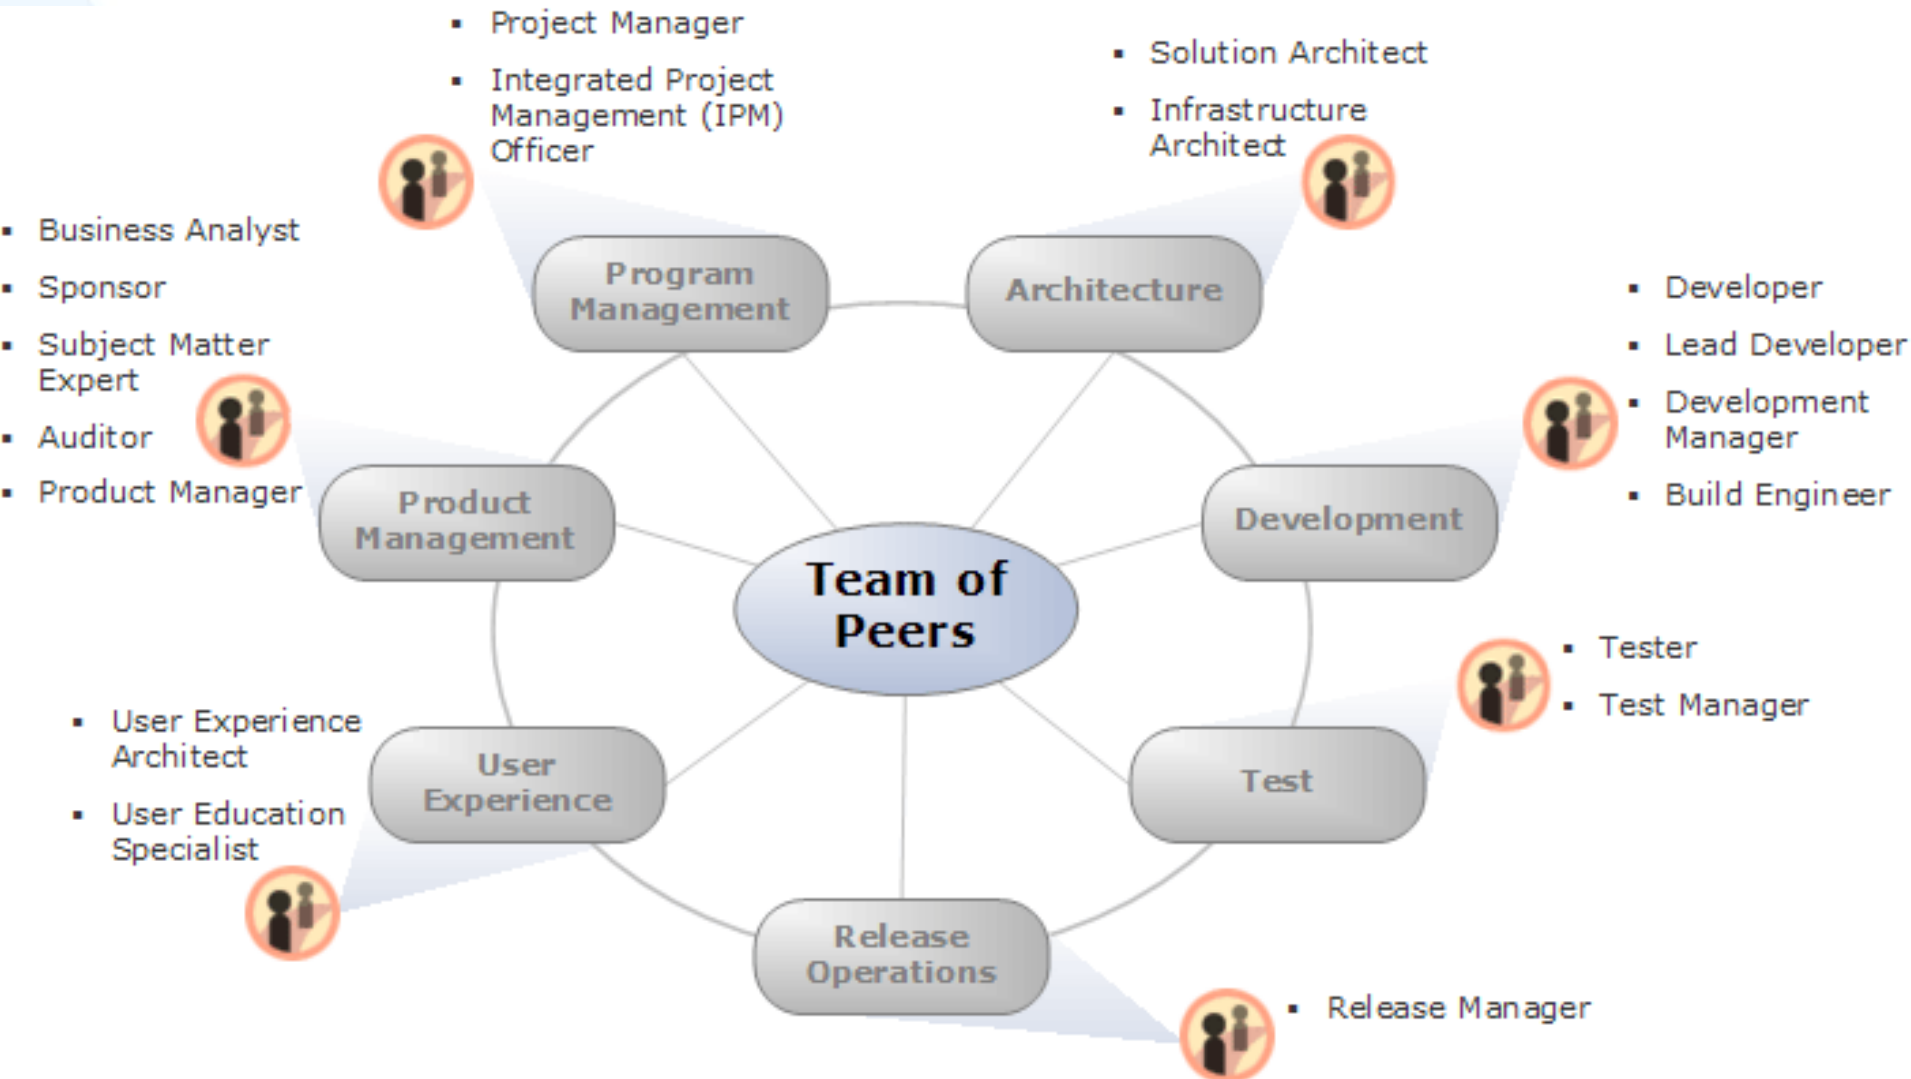 ▪ Project Manager
▪ Integrated Project
Management (IPM)
Officer
▪ Solution Architect
▪ Infrastructure
Architect
▪ Business Analyst
▪ Sponsor
▪ Subject Matter
Expert
▪ Auditor
▪ Product Manager
Program
Management
Architecture
▪ Developer
▪ Lead Developer
▪ Development
Manager
▪ Build Engineer
Product
Management
Development
Team of
Peers
▪ Tester
▪ Test Manager
▪ User Experience
Architect
▪ User Education
Specialist
User
Experience
Test
Release
Operations
▪ Release Manager